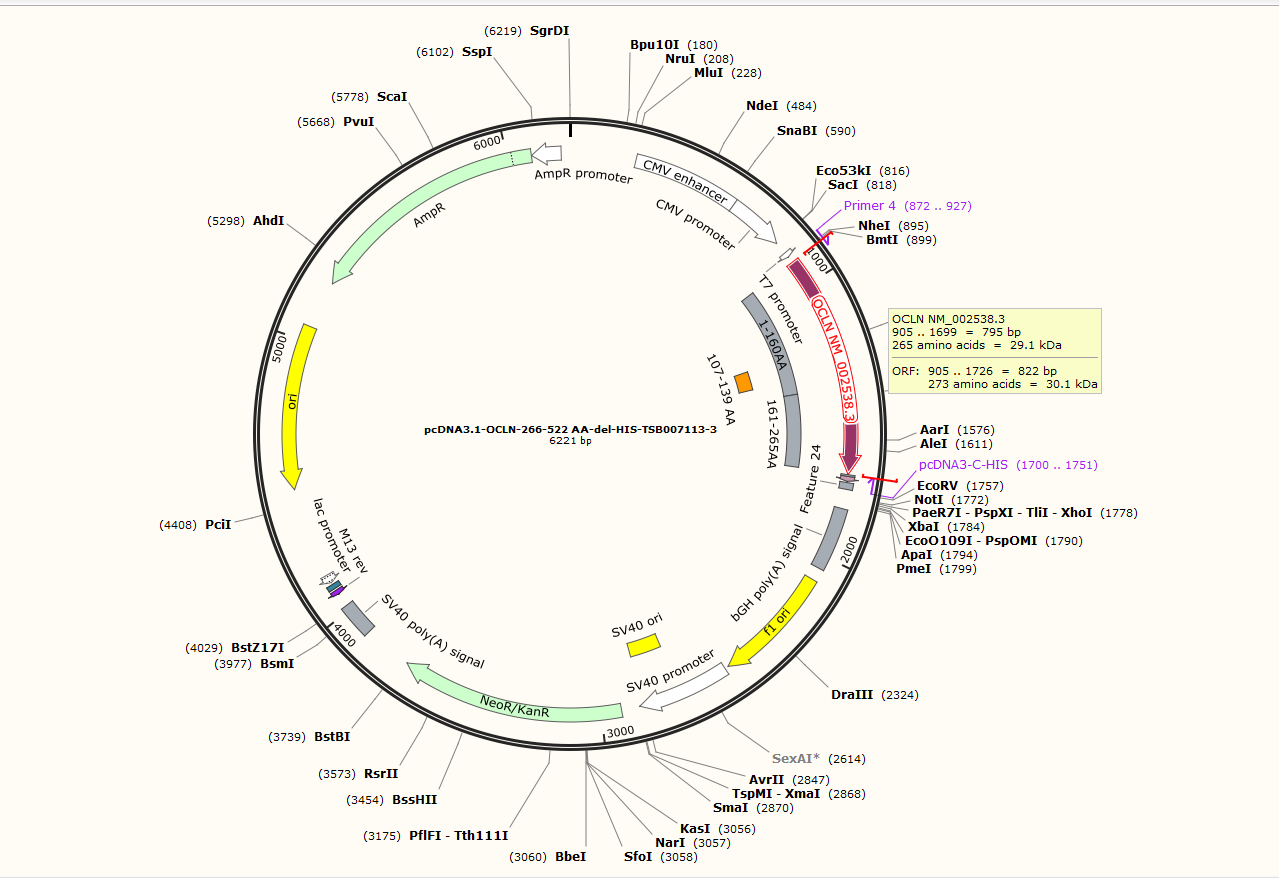 (6219) SgrDI
(6102) SspI
(5778) ScaI
(5668) PvuI
(5298) AhdI
(4408) PciI
(4029) BstZ17I
(3977) BsmI
(3739) BstBI
(3573) RsrII
(3454) BssHII
(3175) PflFI - Tth111I
(3060) BbeI
Bpu10I (180)
NruI (208)
MluI (228)
NdeI (484)
SnaBI (590)
Eco53kI (816)
SacI (818)
Primer 4 (872 .. 927)
NheI (895)
BmtI (899)
OCLN NM_002538.3
905 .. 1699 = 795 bp
265 amino acids = 29.1 kDa
ORF: 905 .. 1726 = 822 bp
273 amino acids = 30.1 kDa
AarI (1576)
AleI (1611)
pcDNA3-C-HIS (1700 .. 1751)
EcoRV (1757)
NotI (1772)
PaeR7I - PspXI - TliI - XhoI (1778)
XbaI (1784)
EcoO109I - PspOMI (1790)
ApaI (1794)
PmeI (1799)
DraIII (2324)
SexAI* (2614)
AvrII (2847)
TspMI - XmaI (2868)
SmaI (2870)
KasI (3056)
NarI (3057)
SfoI (3058)
1000
2000
3000
4000
5000
6000
AmpR promoter
AmpR
CMV enhancer
CMV promoter
T7 promoter
OCLN NM_002538.3
1-160AA
107-139 AA
161-265AA
Feature 24
bGH poly(A) signal
f1 ori
SV40 ori
SV40 promoter
NeoR/KanR
SV40 poly(A) signal
M13 rev
lac promoter
ori
pcDNA3.1-OCLN-266-522 AA-del-HIS-TSB007113-3
6221 bp